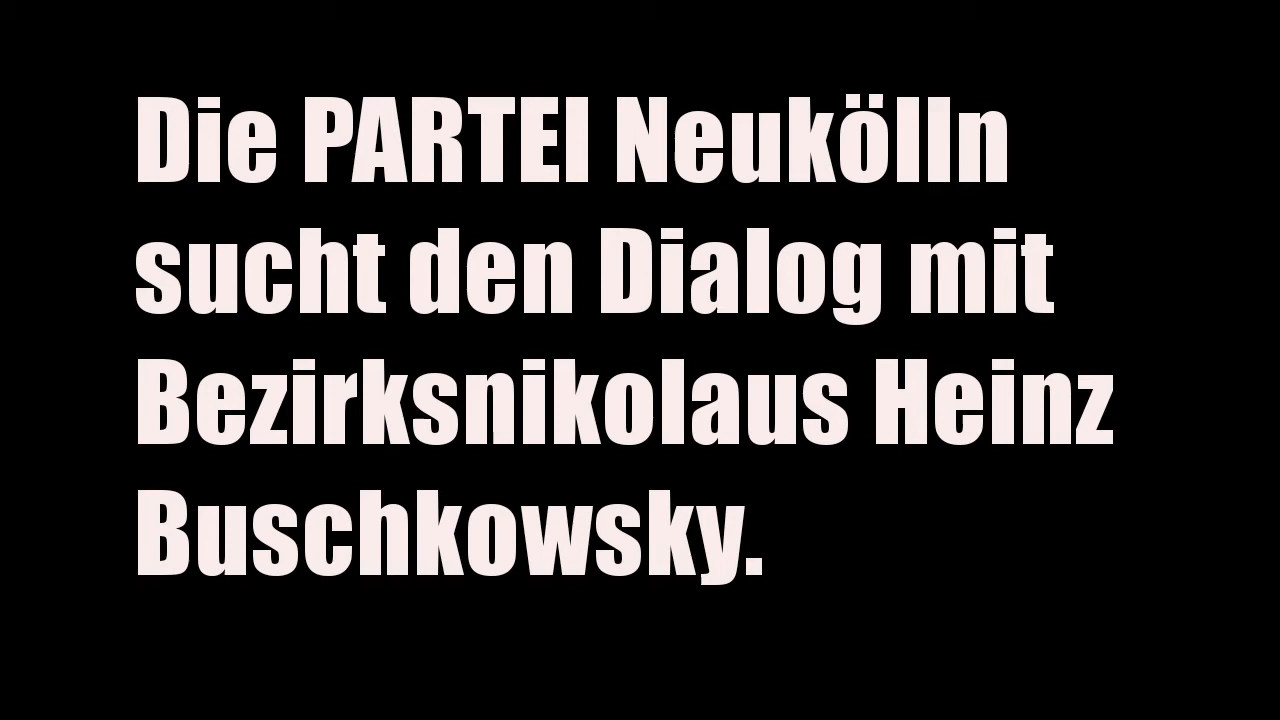 Die PARTEI Neukölln
sucht den Dialog mit
Bezirksnikolaus Heinz
Buschkowsky.